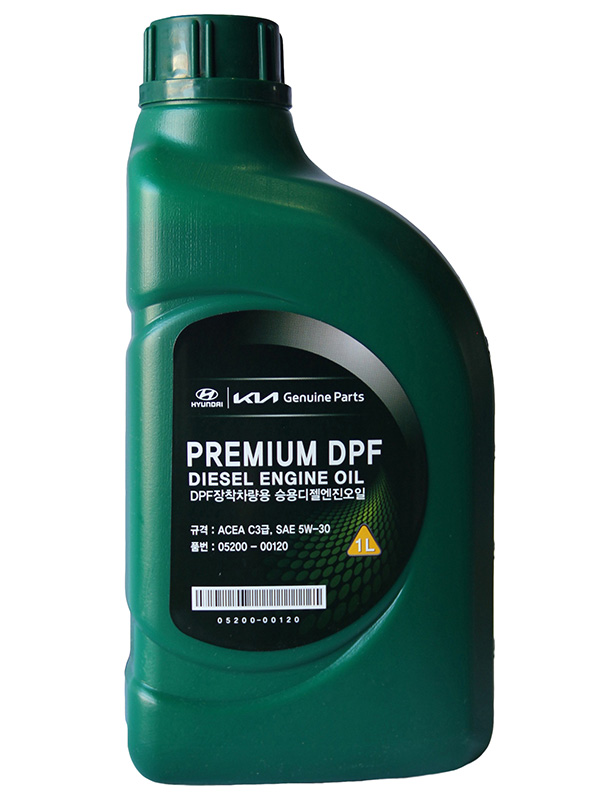 HYUNDAI KIA Genuine Parts
PREMIUM DPF
DIESEL ENGINE OIL
DPF장착차량용 승용디젤엔진오일
규격 : ACEA C3급, SAE 5W-30
품번 : 05200 - 00120
1L
05200-00120